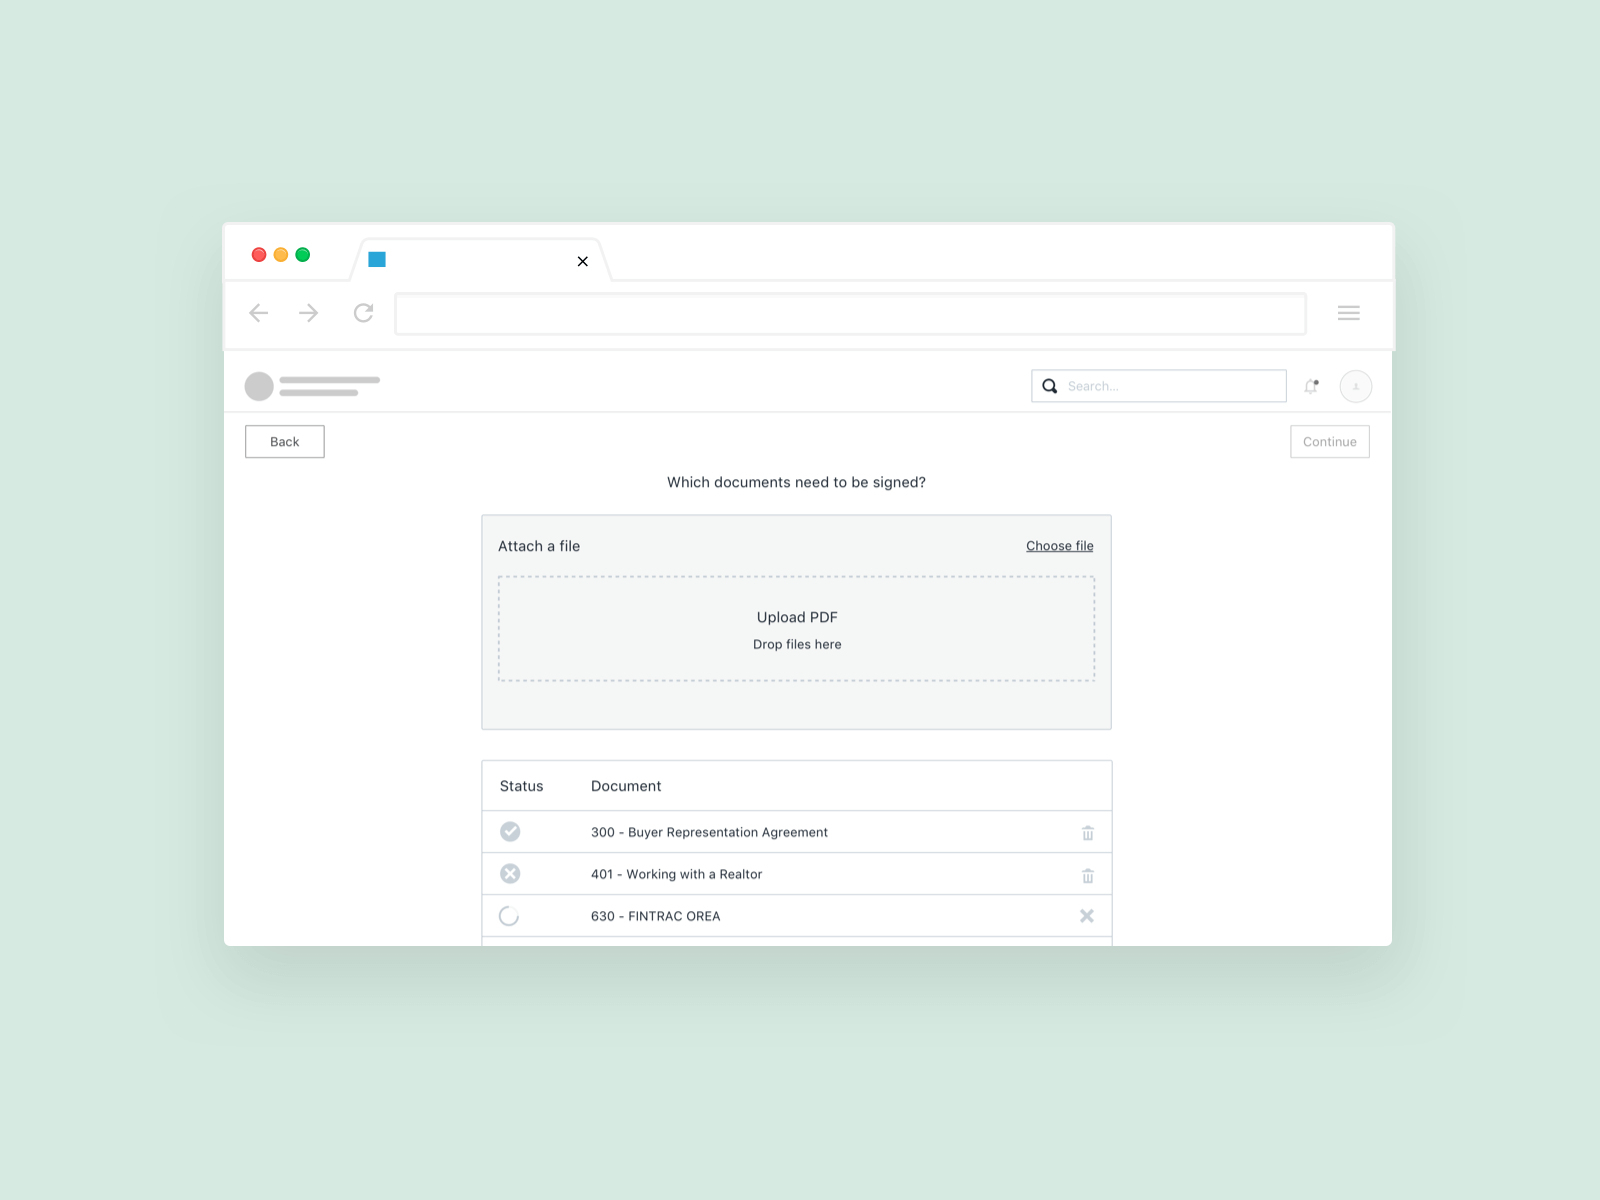 Search...
Back
Continue
Which documents need to be signed?
Attach a file
Choose file
Upload PDF
Drop files here
Status Document
300 - Buyer Representation Agreement
401 - Working with a Realtor
630 - FINTRAC OREA